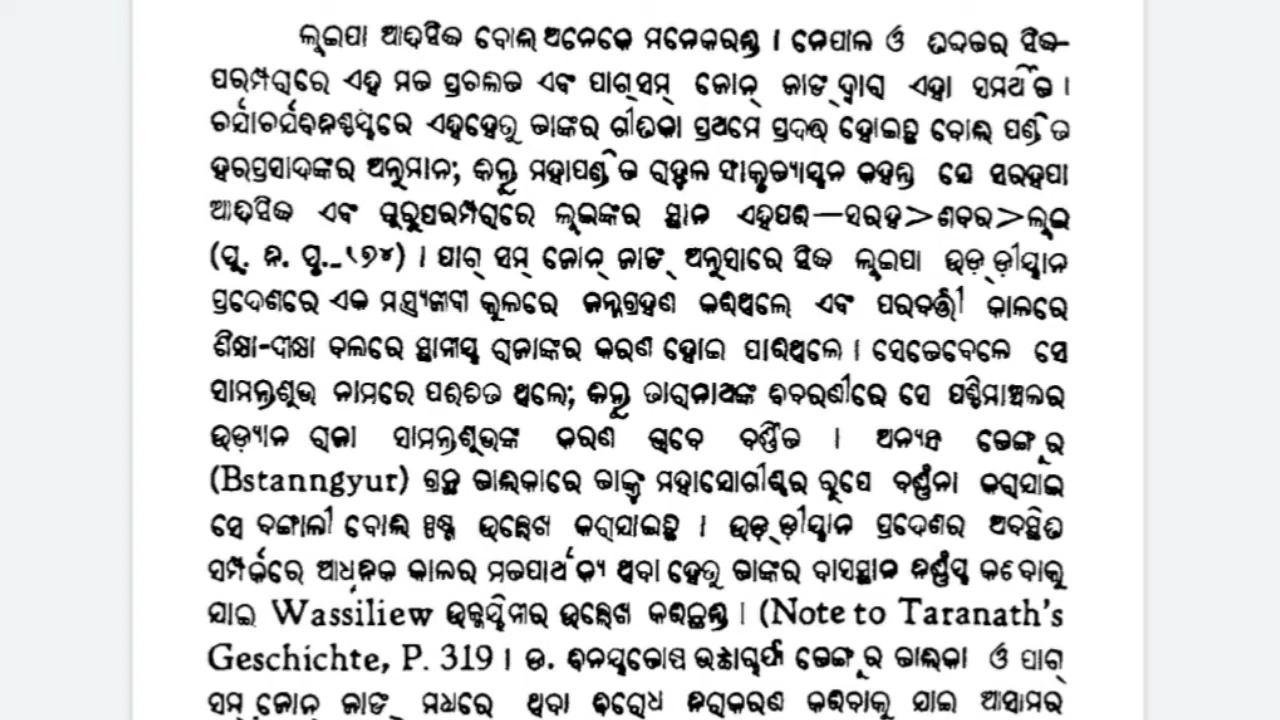 ଲୁଇପା ଆଦିସିଦ୍ଧ ବୋଲି ଅନେକେ ମନେକରନ୍ତି । ନେପାଳ ଓ ତିବ୍ବତର ସିଦ୍ଧ-
ପରମ୍ପରାରେ ଏହି ମତ ପ୍ରଚଳିତ ଏବଂ ପାଗ୍‌ସମ୍ ଜୋନ୍ ଜାଙ୍ଗ୍ ଦ୍ୱାରା ଏହା ସମର୍ଥିତ ।
ଚର୍ଯାଚର୍ଯବିନିଶ୍ଚୟରେ ଏହିହେତୁ ତାଙ୍କର ଗୀତିକା ପ୍ରଥମେ ପ୍ରଦତ୍ତ ହୋଇଛି ବୋଲି ପଣ୍ଡିତ
ହରପ୍ରସାଦଙ୍କର ଅନୁମାନ; କିନ୍ତୁ ମହାପଣ୍ଡିତ ରାହୁଳ ସାଂକୃତ୍ୟାୟନ କହନ୍ତି ଯେ ସରହପା
ଆଦିସିଦ୍ଧ ଏବଂ ଗୁରୁପରମ୍ପରାରେ ଲୁଇଙ୍କର ସ୍ଥାନ ଏହିପରି—ସରହ>ଶବର>ଲୁଇ
(ପୁ. ନି. ପୃ.-୧୭୪) । ପାଗ୍ ସମ୍ ଜୋନ୍ ଜାଙ୍ଗ୍ ଅନୁସାରେ ସିଦ୍ଧ ଲୁଇପା ଉଡ଼୍‌ଡ଼ୀୟାନ
ପ୍ରଦେଶରେ ଏକ ମତ୍ସ୍ୟଜୀବୀ କୁଳରେ ଜନ୍ମଗ୍ରହଣ କରିଥିଲେ ଏବଂ ପରବର୍ତ୍ତୀ କାଳରେ
ଶିକ୍ଷା-ଦୀକ୍ଷା ବଳରେ ସ୍ଥାନୀୟ ରାଜାଙ୍କର କରଣ ହୋଇ ପାରିଥିଲେ । ସେତେବେଳେ ସେ
ସାମନ୍ତଶୁଭ ନାମରେ ପରିଚିତ ଥିଲେ; କିନ୍ତୁ ତାରାନାଥଙ୍କ ବିବରଣୀରେ ସେ ପଶ୍ଚିମାଞ୍ଚଳର
ଉଡ଼୍ୟାନ ରାଜା ସାମନ୍ତଶୁଭଙ୍କ କରଣ ଭାବେ ବର୍ଣ୍ଣିତ । ଅନ୍ୟତ୍ର ତେଙ୍ଗୁର
(Bstanngyur) ଗ୍ରନ୍ଥ ତାଲିକାରେ ତାଙ୍କୁ ମହାଯୋଗୀଶ୍ୱର ରୂପେ ବର୍ଣ୍ଣନା କରାଯାଇ
ସେ ବଙ୍ଗାଳୀ ବୋଲି ସ୍ପଷ୍ଟ ଉଲ୍ଲେଖ କରାଯାଇଛି । ଉଡ଼୍‌ଡ଼ୀୟାନ ପ୍ରଦେଶର ଅବସ୍ଥିତି
ସମ୍ପର୍କରେ ଆଧୁନିକ କାଳର ମତପାର୍ଥକ୍ୟ ଥିବା ହେତୁ ତାଙ୍କର ବାସସ୍ଥାନ ନିର୍ଣ୍ଣୟ କରିବାକୁ
ଯାଇ Wassiliew ଉଜ୍ଜୟିନୀର ଉଲ୍ଲେଖ କରିଛନ୍ତି । (Note to Taranath's
Geschichte, P. 319 । ଡ. ବିନୟତୋଷ ଭଟ୍ଟାଚାର୍ଯ୍ୟ ତେଙ୍ଗୁର ତାଲିକା ଓ ପାଗ୍
ସମ୍ ଜୋନ୍ ଜାଙ୍ଗ୍ ମଧରେ ଥିବା ବିରୋଧ ନିରାକରଣ କରିବାକୁ ଯାଇ ଆସାମର